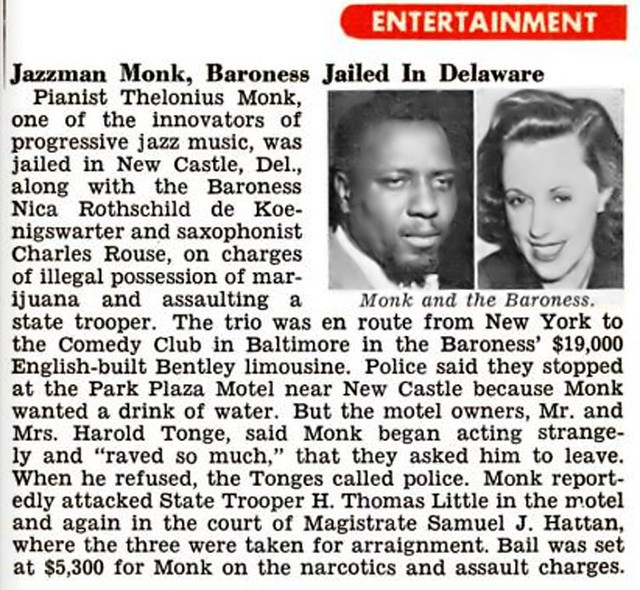 ENTERTAINMENT
Jazzman Monk, Baroness Jailed In Delaware
Pianist Thelonius Monk,
one of the innovators of
progressive jazz music, was
jailed in New Castle, Del.,
along with the Baroness
Nica Rothschild de Koe-
nigswarter and saxophonist
Charles Rouse, on charges
of illegal possession of mar-
ijuana and assaulting a
Monk and the Baroness.
state trooper. The trio was en route from New York to
the Comedy Club in Baltimore in the Baroness' $19,000
English-built Bentley limousine. Police said they stopped
at the Park Plaza Motel near New Castle because Monk
wanted a drink of water. But the motel owners, Mr. and
Mrs. Harold Tonge, said Monk began acting strange-
ly and "raved so much," that they asked him to leave.
When he refused, the Tonges called police. Monk report-
edly attacked State Trooper H. Thomas Little in the motel
and again in the court of Magistrate Samuel J. Hattan,
where the three were taken for arraignment. Bail was set
at $5,300 for Monk on the narcotics and assault charges.